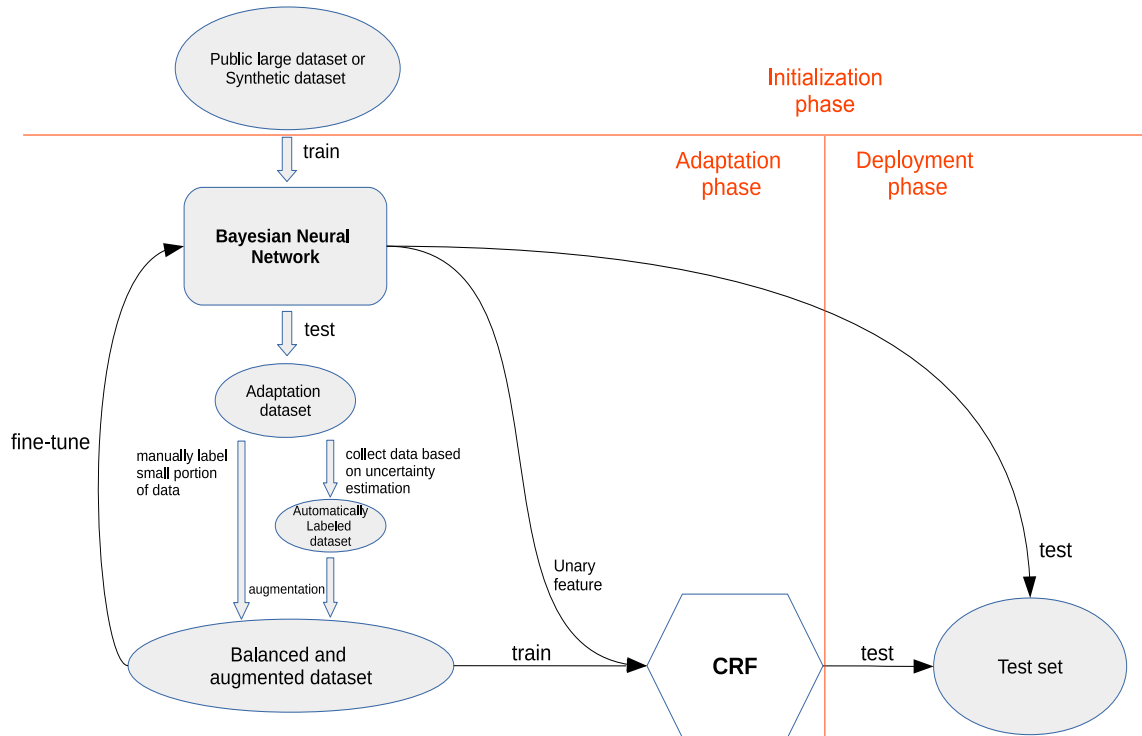 Public large dataset or
Synthetic dataset
Initialization
phase
train
Adaptation
phase
Deployment
phase
Bayesian Neural
Network
test
Adaptation
dataset
fine-tune
manually label
small portion
of data
collect data based
on uncertainty
estimation
Automatically
Labeled
dataset
augmentation
Unary
feature
test
Balanced and
augmented dataset
train
CRF
test
Test set